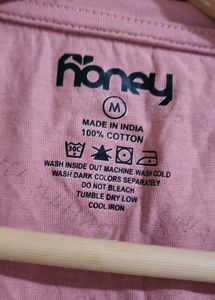 honey
M
MADE IN INDIA
100% COTTON
30°
WASH INSIDE OUT MACHINE WASH COLD
WASH DARK COLORS SEPARATELY
DO NOT BLEACH
TUMBLE DRY LOW
COOL IRON